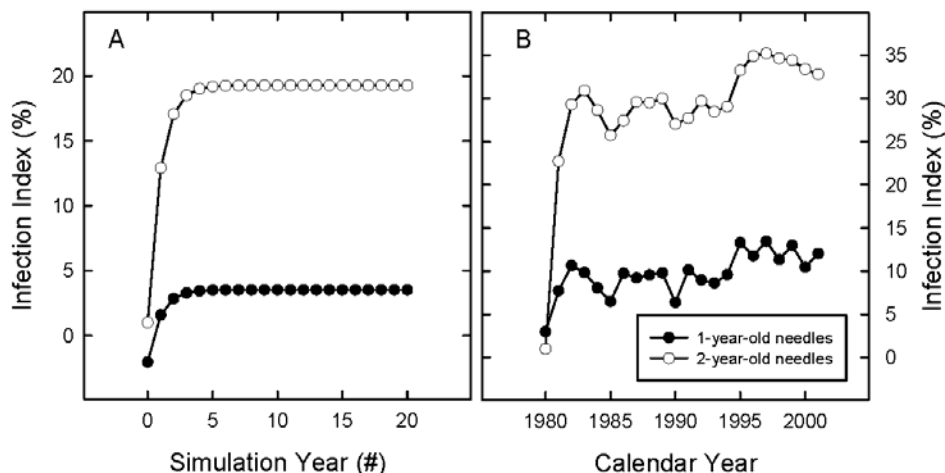 A
Infection Index (%)
20
15
10
5
0
0
5
10
15
20
Simulation Year (#)
B
35
30
25
20
15
10
5
0
Infection Index (%)
1-year-old needles
2-year-old needles
1980
1985
1990
1995
2000
Calendar Year